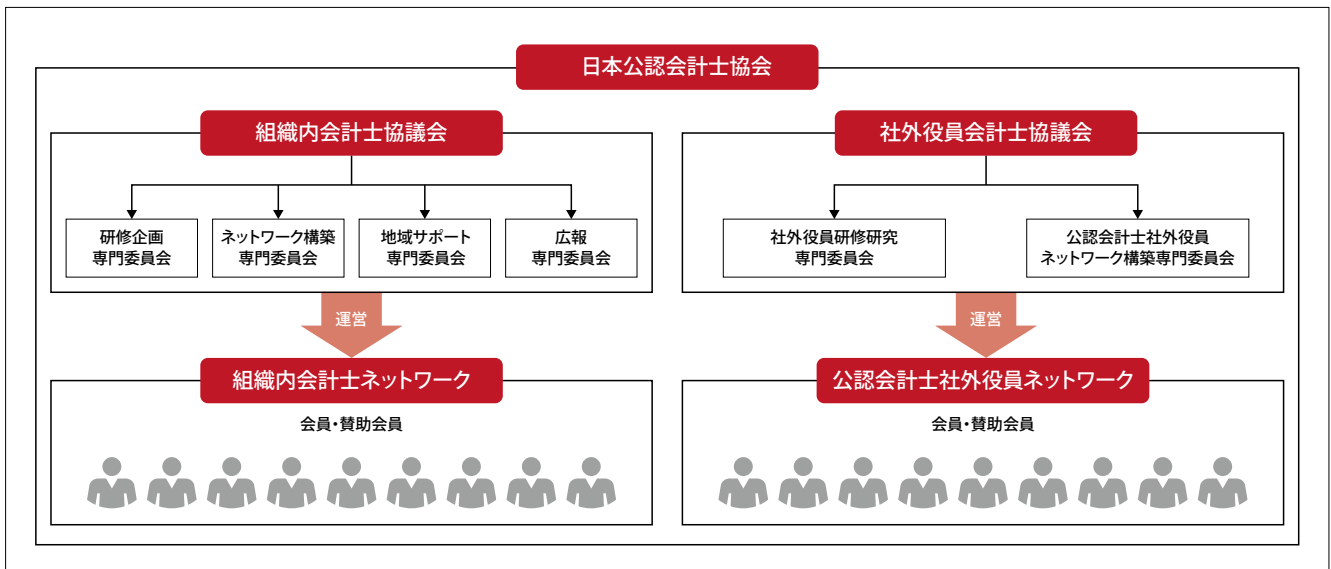 日本公認会計士協会
組織内会計士協議会
研修企画
専門委員会
ネットワーク構築
専門委員会
地域サポート
専門委員会
広報
専門委員会
運営
組織内会計士ネットワーク
会員・賛助会員
社外役員会計士協議会
社外役員研修研究
専門委員会
公認会計士社外役員
ネットワーク構築専門委員会
運営
公認会計士社外役員ネットワーク
会員・賛助会員